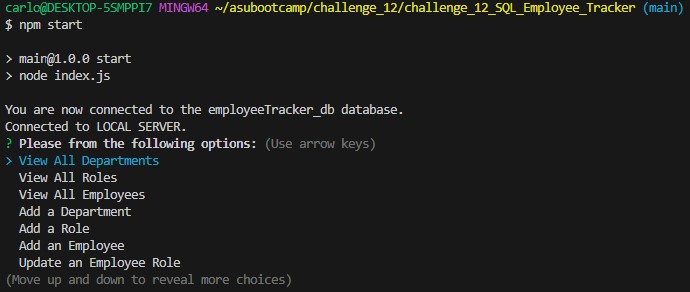 carlo@DESKTOP-5SMPPI7 MINGW64 ~/asubootcamp/challenge_12/challenge_12_SQL_Employee_Tracker (main)
$ npm start
> main@1.0.0 start
> node index.js
You are now connected to the employeeTracker_db database.
Connected to LOCAL SERVER.
? Please from the following options: (Use arrow keys)
> View All Departments
View All Roles
View All Employees
Add a Department
Add a Role
Add an Employee
Update an Employee Role
(Move up and down to reveal more choices)